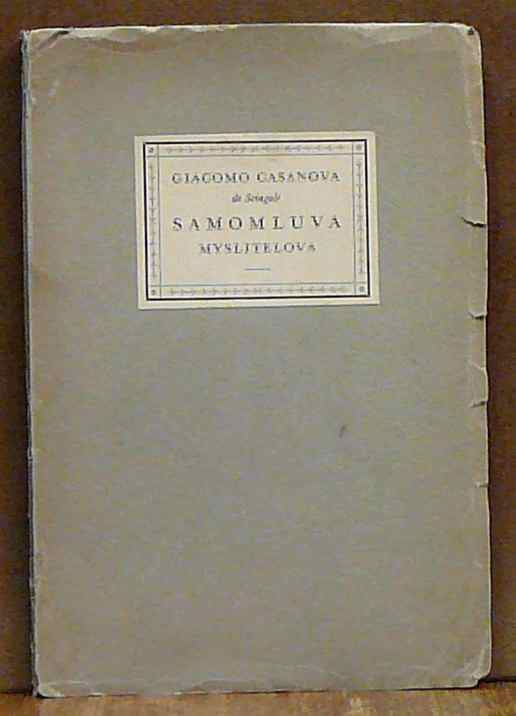 GIACOMO CASANOVA
de Seingalt
SAMOMLUVA
MYSLITELOVA